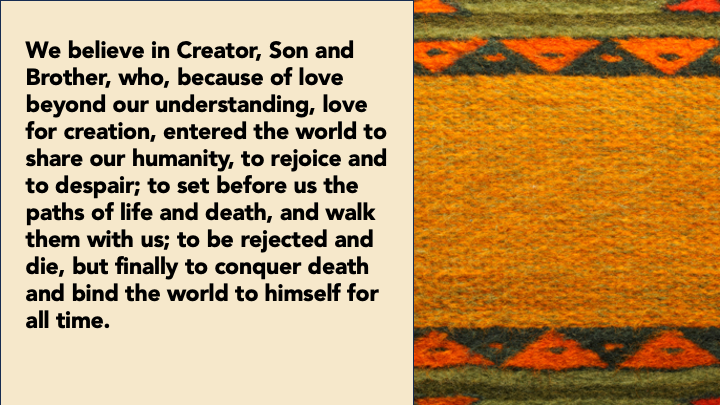 We believe in Creator, Son and
Brother, who, because of love
beyond our understanding, love
for creation, entered the world to
share our humanity, to rejoice and
to despair; to set before us the
paths of life and death, and walk
them with us; to be rejected and
die, but finally to conquer death
and bind the world to himself for
all time.